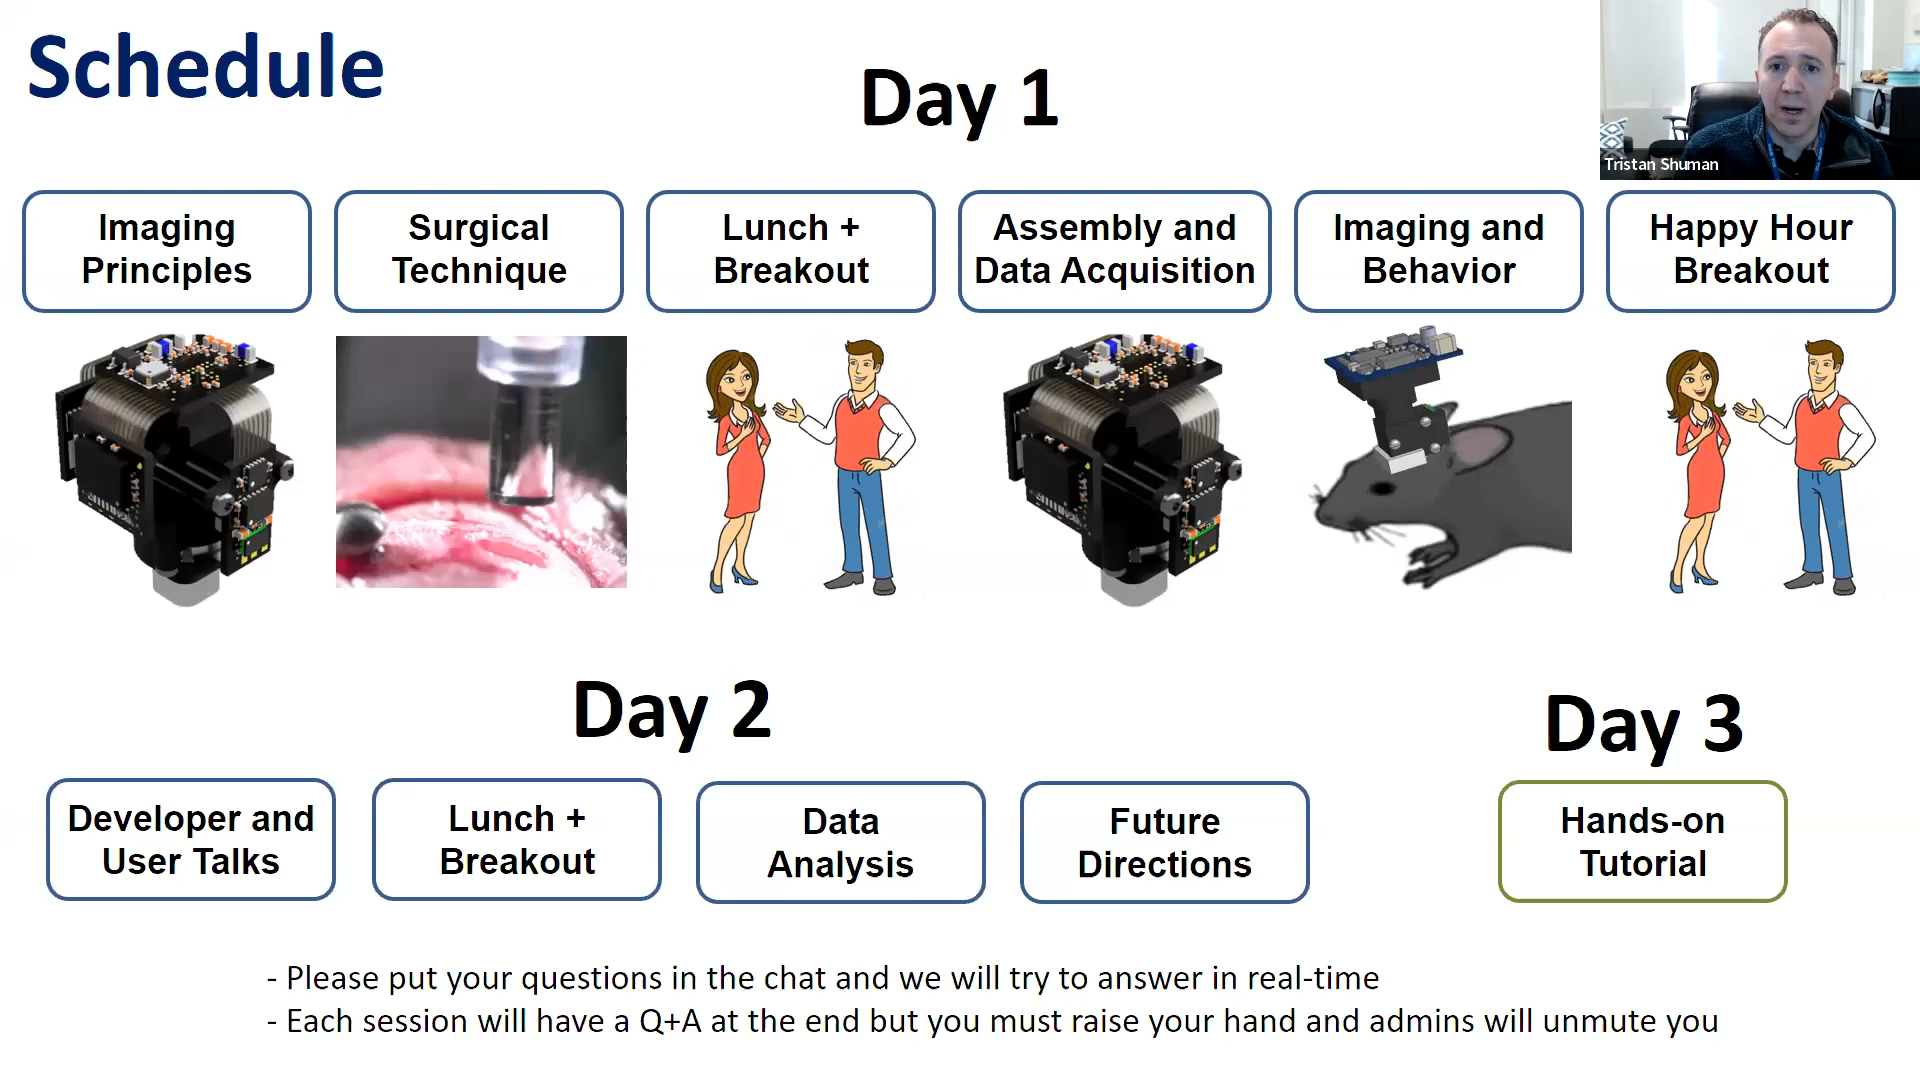 Schedule
Day 1
Tristan Shuman
Imaging
Principles
Surgical
Technique
Lunch +
Breakout
Assembly and
Data Acquisition
Imaging and
Behavior
Happy Hour
Breakout
Day 2
Day 3
Developer and
User Talks
Lunch +
Breakout
Data
Analysis
Future
Directions
Hands-on
Tutorial
- Please put your questions in the chat and we will try to answer in real-time
- Each session will have a Q+A at the end but you must raise your hand and admins will unmute you